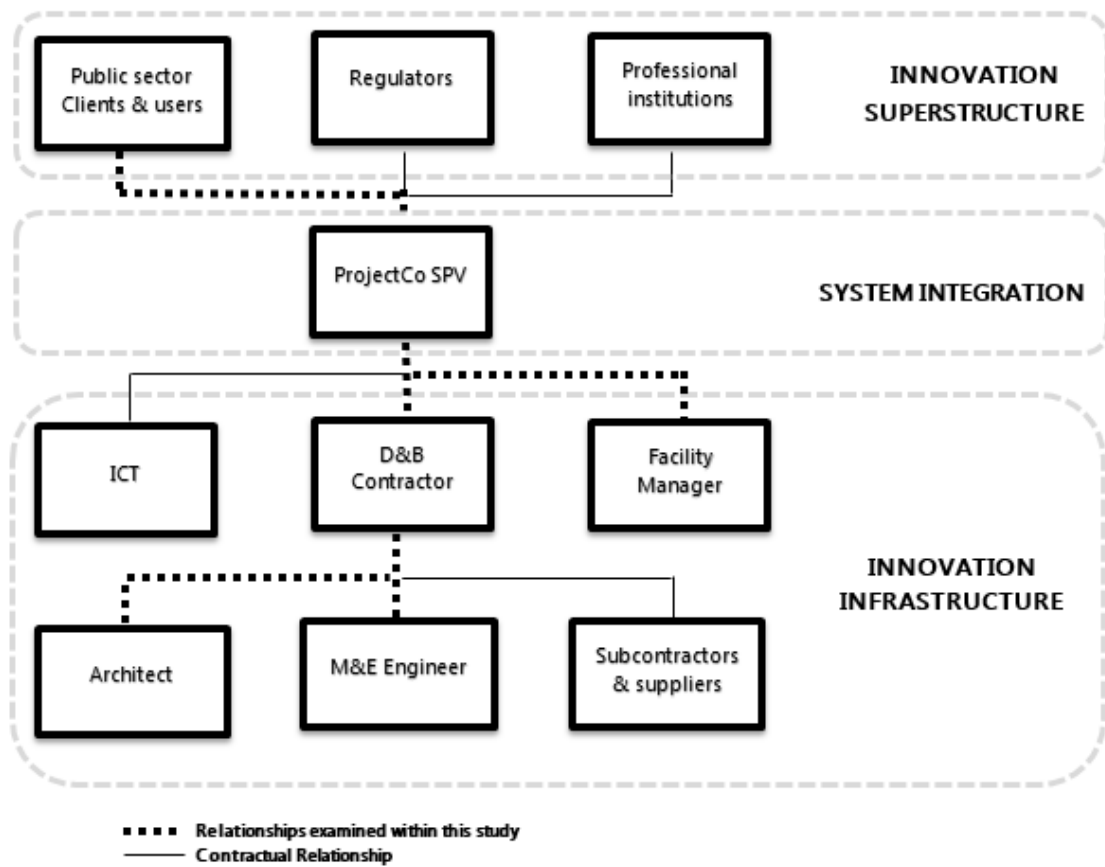 Public sector
Clients & users
Regulators
Professional
institutions
INNOVATION
SUPERSTRUCTURE
ProjectCo SPV
SYSTEM INTEGRATION
ICT
D&B
Contractor
Facility
Manager
INNOVATION
INFRASTRUCTURE
Architect
M&E Engineer
Subcontractors
& suppliers
Relationships examined within this study
Contractual Relationship